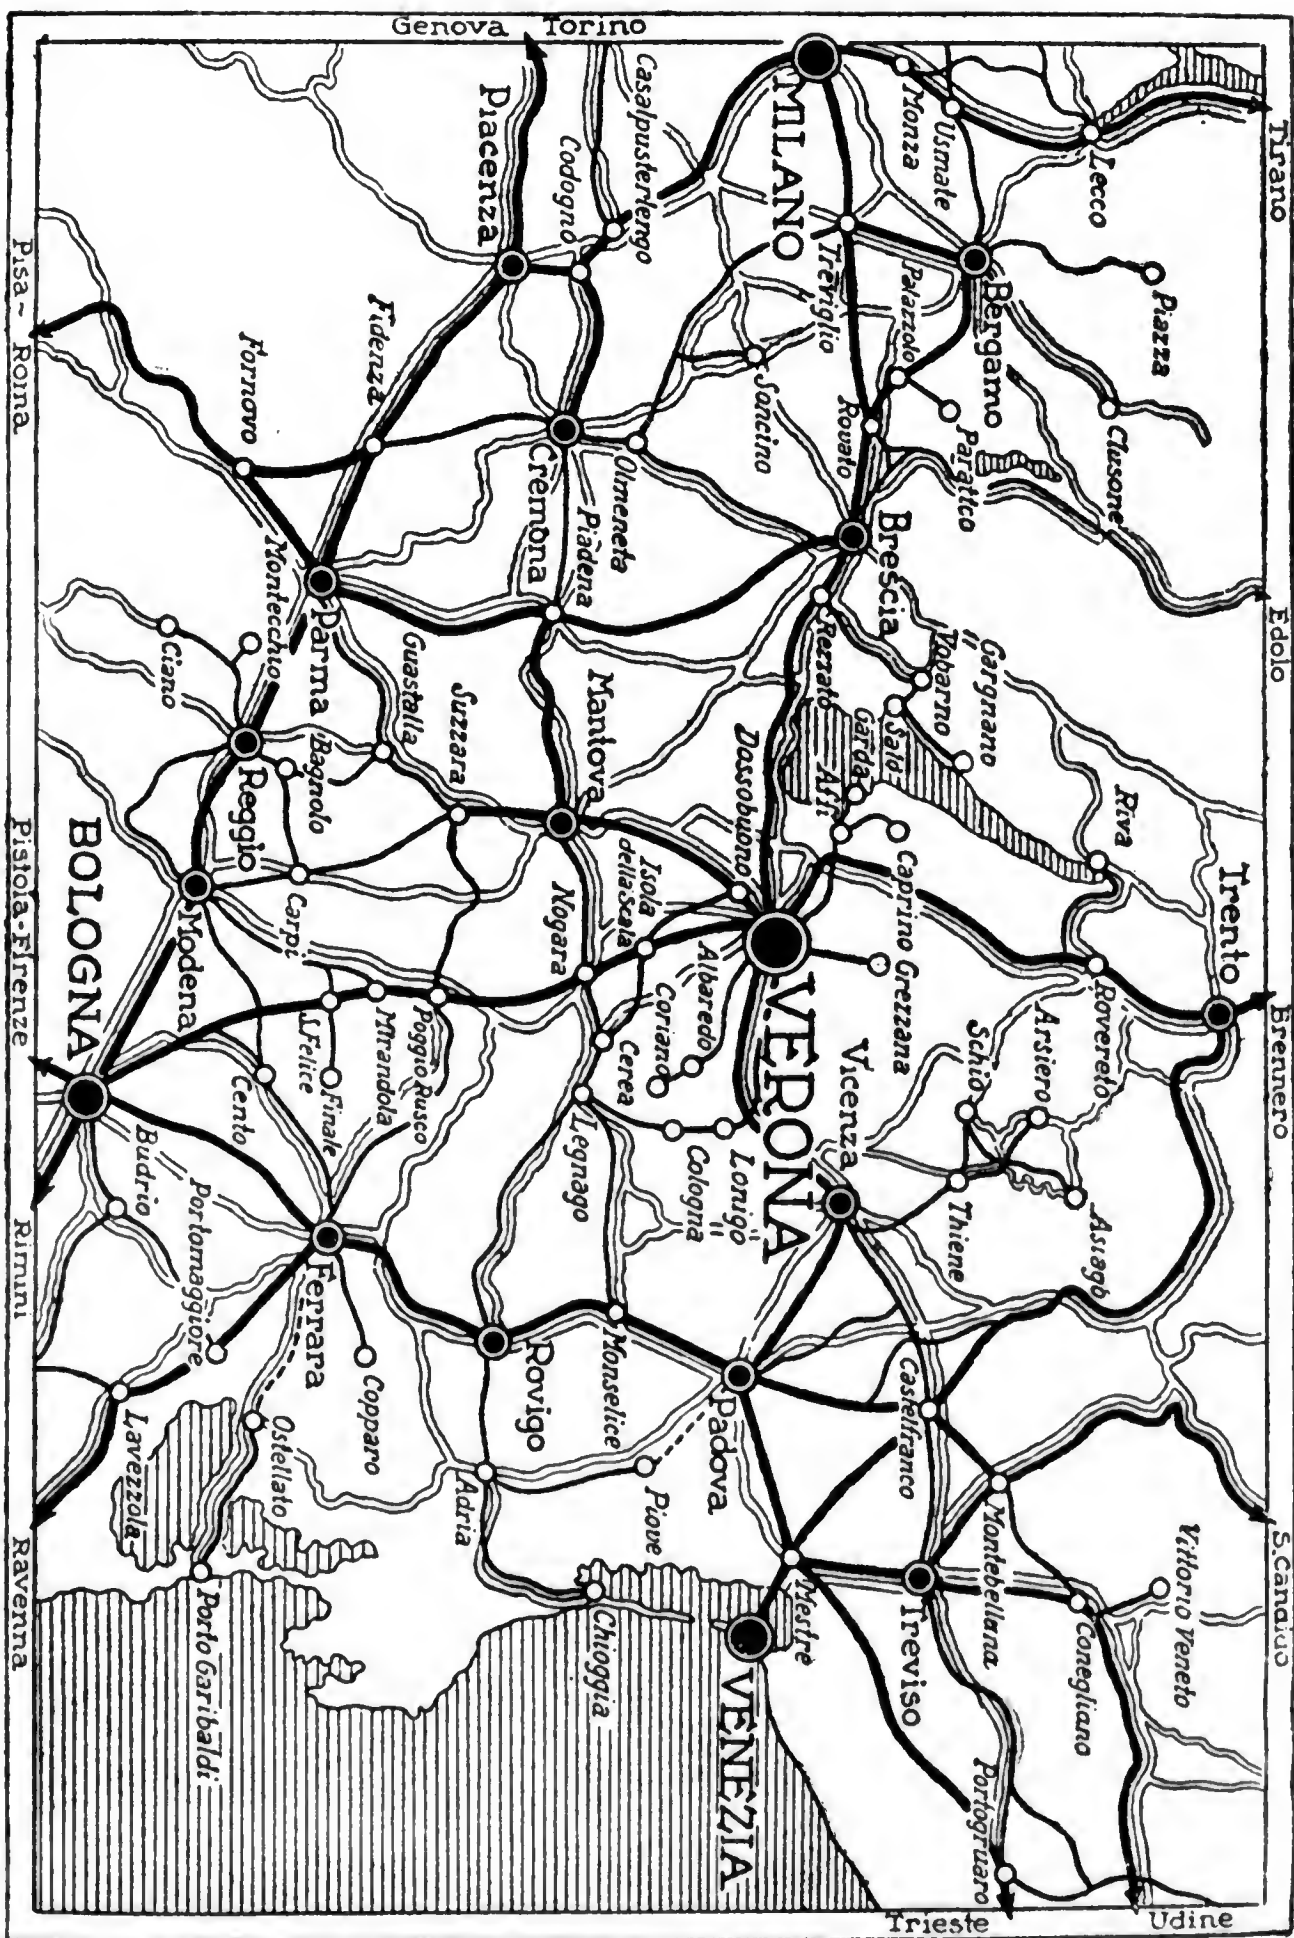 Tirano
Edolo
Brennero
S. Candido
Genova
Torino
Udine
Trieste
Pisa - Roma
Pistoia - Firenze
Rimini
Ravenna
Lecco
Piazza
Clusone
Usmate
Monza
Bergamo
MILANO
Treviglio
Palazzolo
Paratico
Rovato
Soncino
Casalpusterlengo
Codogno
Piacenza
Fidenza
Fornovo
Cremona
Olmeneta
Piadena
Brescia
Rezzato
Vobarno
Gargnano
Salò
Garda
Affi
Riva
Trento
Rovereto
Caprino
Grezzana
Dossobuono
VERONA
Mantova
Isola
della Scala
Nogara
Albaredo
Coriano
Cerea
Legnago
Cologna
Lonigo
Vicenza
Schio
Arsiero
Asiago
Thiene
Parma
Montecchio
Ciano
Guastalla
Suzzara
Bagnolo
Reggio
Carpi
Modena
BOLOGNA
Poggio Rusco
Mirandola
S. Felice
Finale
Cento
Budrio
Portomaggiore
Ferrara
Copparo
Ostellato
Lavezzola
Porto Garibaldi
Rovigo
Monselice
Adria
Piove
Padova
Castelfranco
Montebelluna
Treviso
Mestre
VENEZIA
Chioggia
Conegliano
Vittorio Veneto
Portogruaro